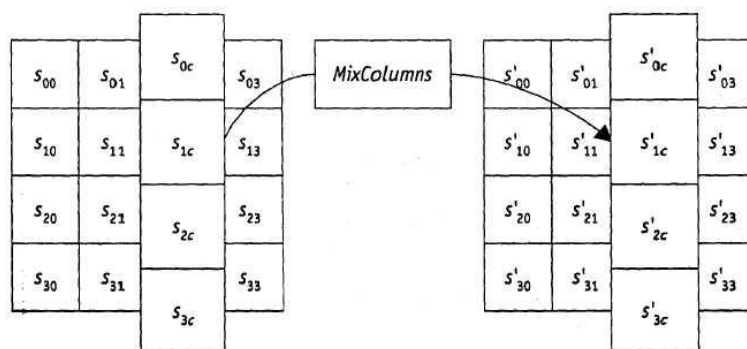 s00 s01 s0c s03 MixColumns s'00 s'01 s'0c s'03
s10 s11 s1c s13 s'10 s'11 s'1c s'13
s20 s21 s2c s23 s'20 s'21 s'2c s'23
s30 s31 s3c s33 s'30 s'31 s'3c s'33